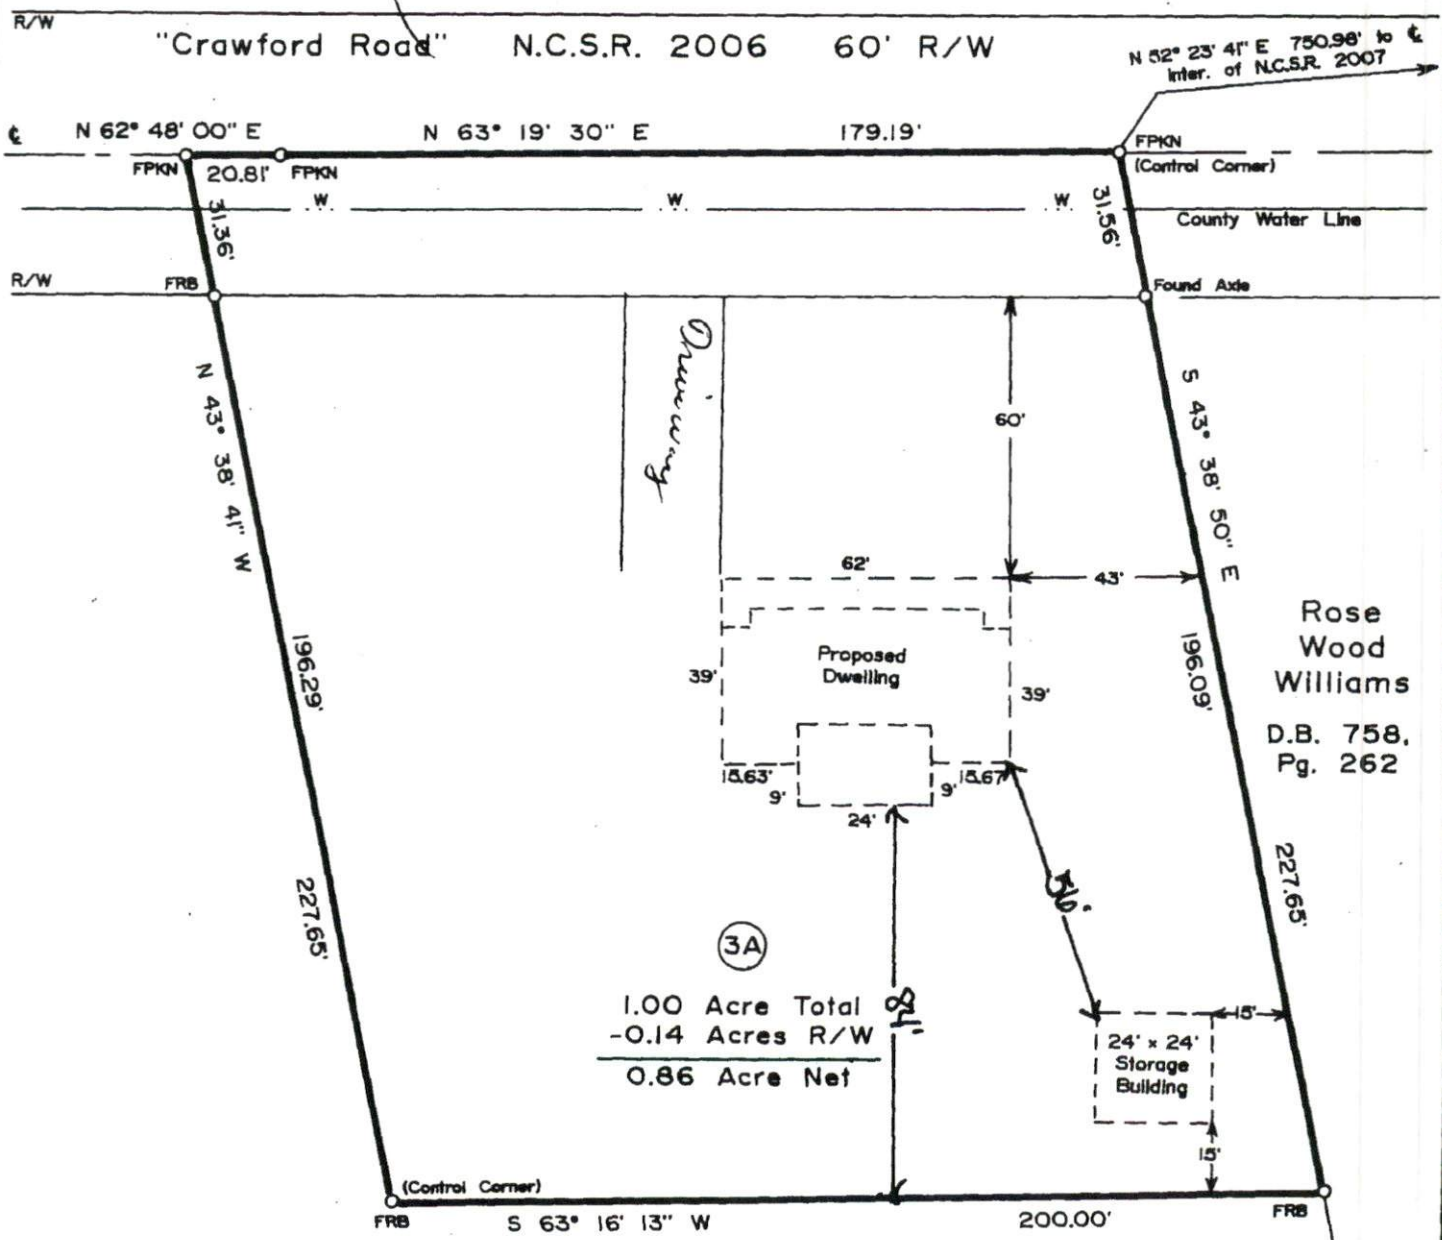 R/W
"Crawford Road" N.C.S.R. 2006 60' R/W
N 52° 23' 41" E 750.98' to ℄
Inter. of N.C.S.R. 2007
℄ N 62° 48' 00" E N 63° 19' 30" E 179.19'
FPKN
(Control Corner)
FPKN 20.81' FPKN
W W W
County Water Line
31.36'
31.56'
R/W
FRB
Found Axle
Driveway
N 43° 38' 41" W
S 43° 38' 50" E
60'
62'
43'
Proposed
Dwelling
39'
39'
196.29'
196.09'
Rose
Wood
Williams
D.B. 758,
Pg. 262
15.63'
15.67'
9'
9'
24'
56'
227.65'
227.65'
3A
1.00 Acre Total
-0.14 Acres R/W
0.86 Acre Net
84'
15'
24' x 24'
Storage
Building
15'
(Control Corner)
FRB
S 63° 16' 13" W
200.00'
FRB